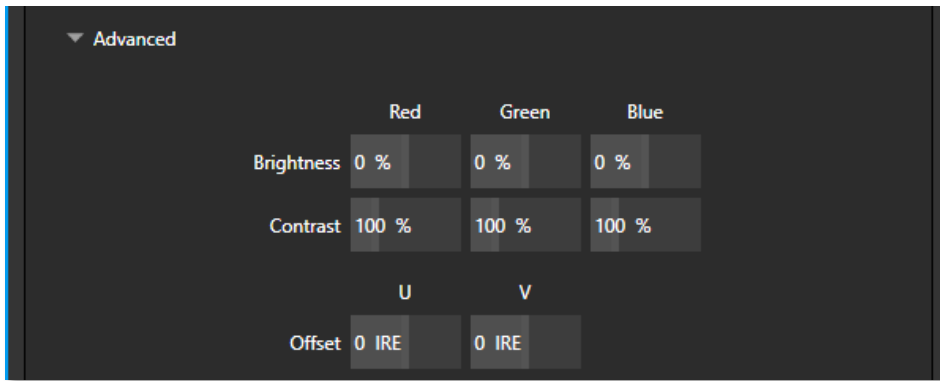 Advanced
Red Green Blue
Brightness 0 % 0 % 0 %
Contrast 100 % 100 % 100 %
U V
Offset 0 IRE 0 IRE